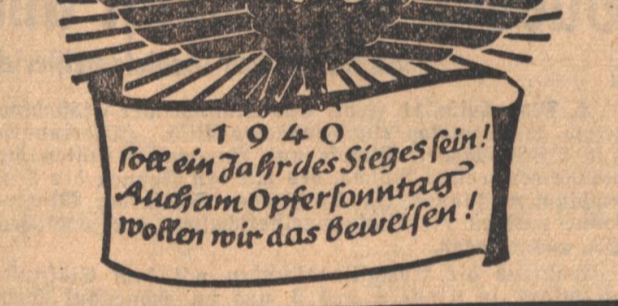 1940
soll ein Jahr des Sieges sein!
Auch am Opfersonntag
wollen wir das beweisen!